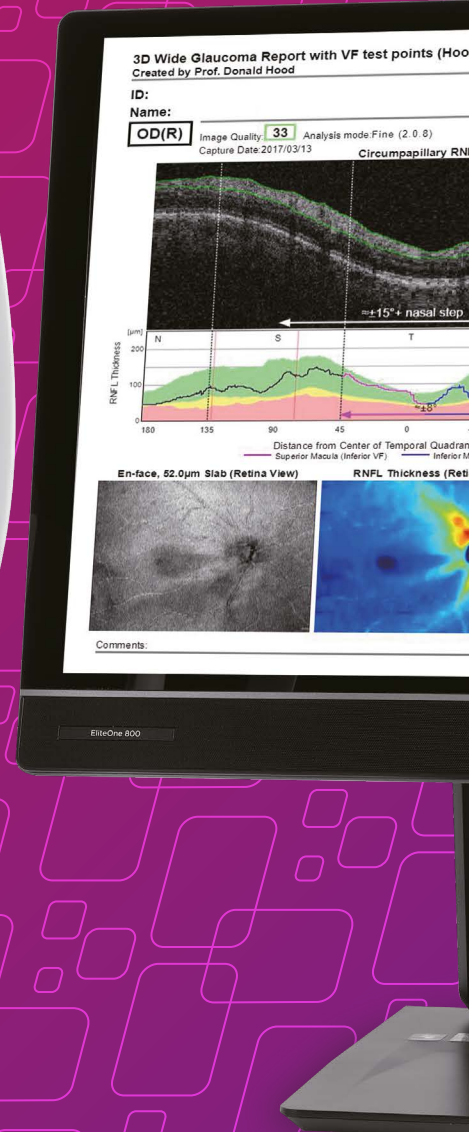 3D Wide Glaucoma Report with VF test points (Hoo
Created by Prof. Donald Hood
ID:
Name:
OD(R) Image Quality: 33 Analysis mode:Fine (2.0.8)
Capture Date:2017/03/13
Circumpapillary RN
≈±15°+ nasal step
[μm]
N S T
200
100
0
RNFL Thickness
≈±8°
180 135 90 45 0
Distance from Center of Temporal Quadran
Superior Macula (Inferior VF) Inferior M
En-face, 52.0μm Slab (Retina View) RNFL Thickness (Reti
Comments:
EliteOne 800